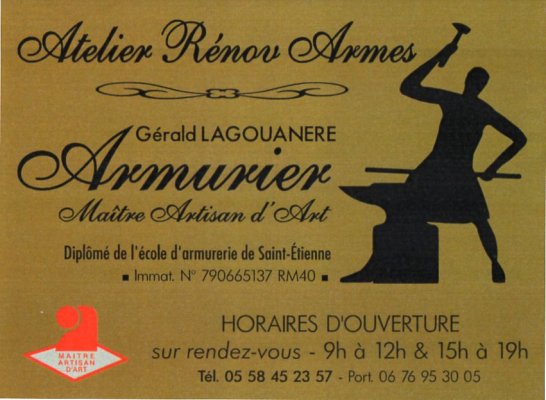 Atelier Rénov Armes
Gérald LAGOUANERE
Armurier
Maître Artisan d'Art
Diplômé de l'école d'armurerie de Saint-Étienne
▪ Immat. N° 790665137 RM40 ▪
MAITRE
ARTISAN
D'ART
HORAIRES D'OUVERTURE
sur rendez-vous - 9h à 12h & 15h à 19h
Tél. 05 58 45 23 57 - Port. 06 76 95 30 05